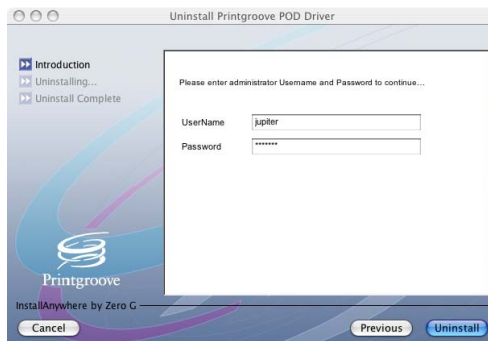 Uninstall Printgroove POD Driver
Introduction
Uninstalling...
Uninstall Complete
Please enter administrator Username and Password to continue...
UserName
jupiter
Password
*******
Printgroove
InstallAnywhere by Zero G
Cancel
Previous
Uninstall